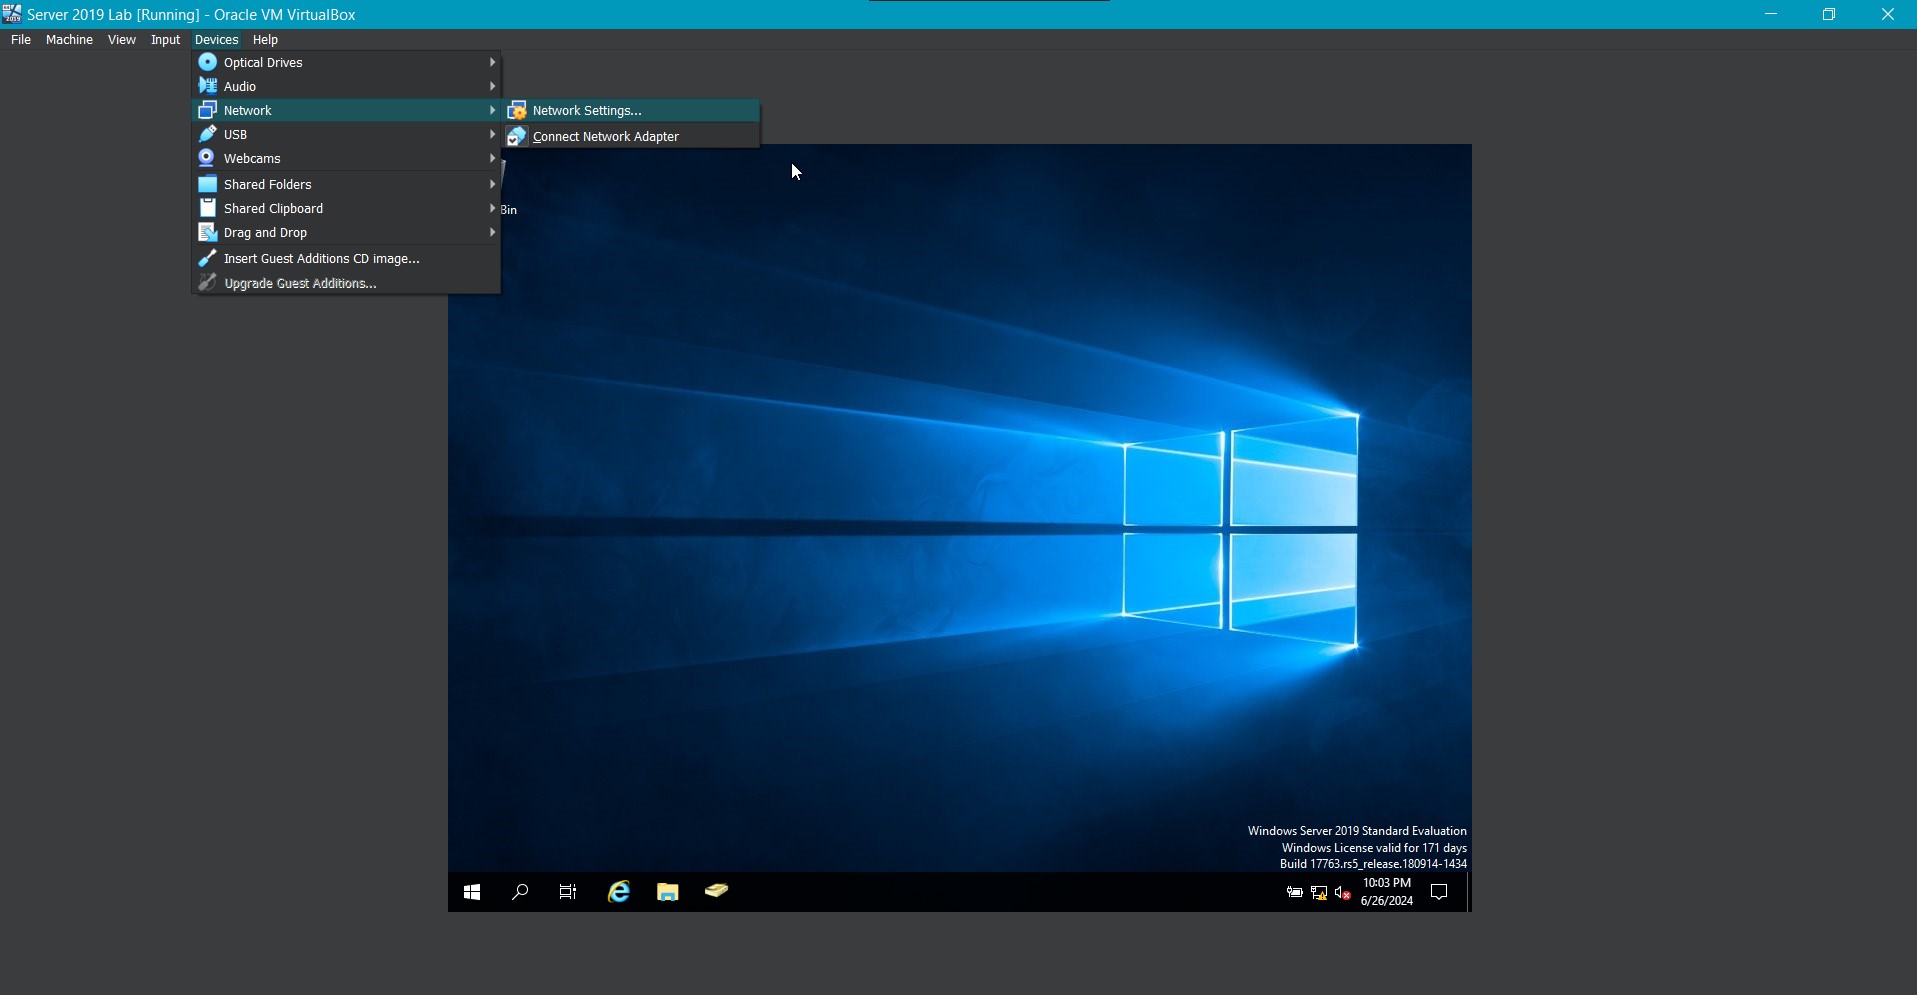 Server 2019 Lab [Running] - Oracle VM VirtualBox
File Machine View Input Devices Help
Optical Drives
Audio
Network
USB
Webcams
Shared Folders
Shared Clipboard
Drag and Drop
Insert Guest Additions CD image...
Upgrade Guest Additions...
Network Settings...
Connect Network Adapter
Bin
Windows Server 2019 Standard Evaluation
Windows License valid for 171 days
Build 17763.rs5_release.180914-1434
10:03 PM
6/26/2024